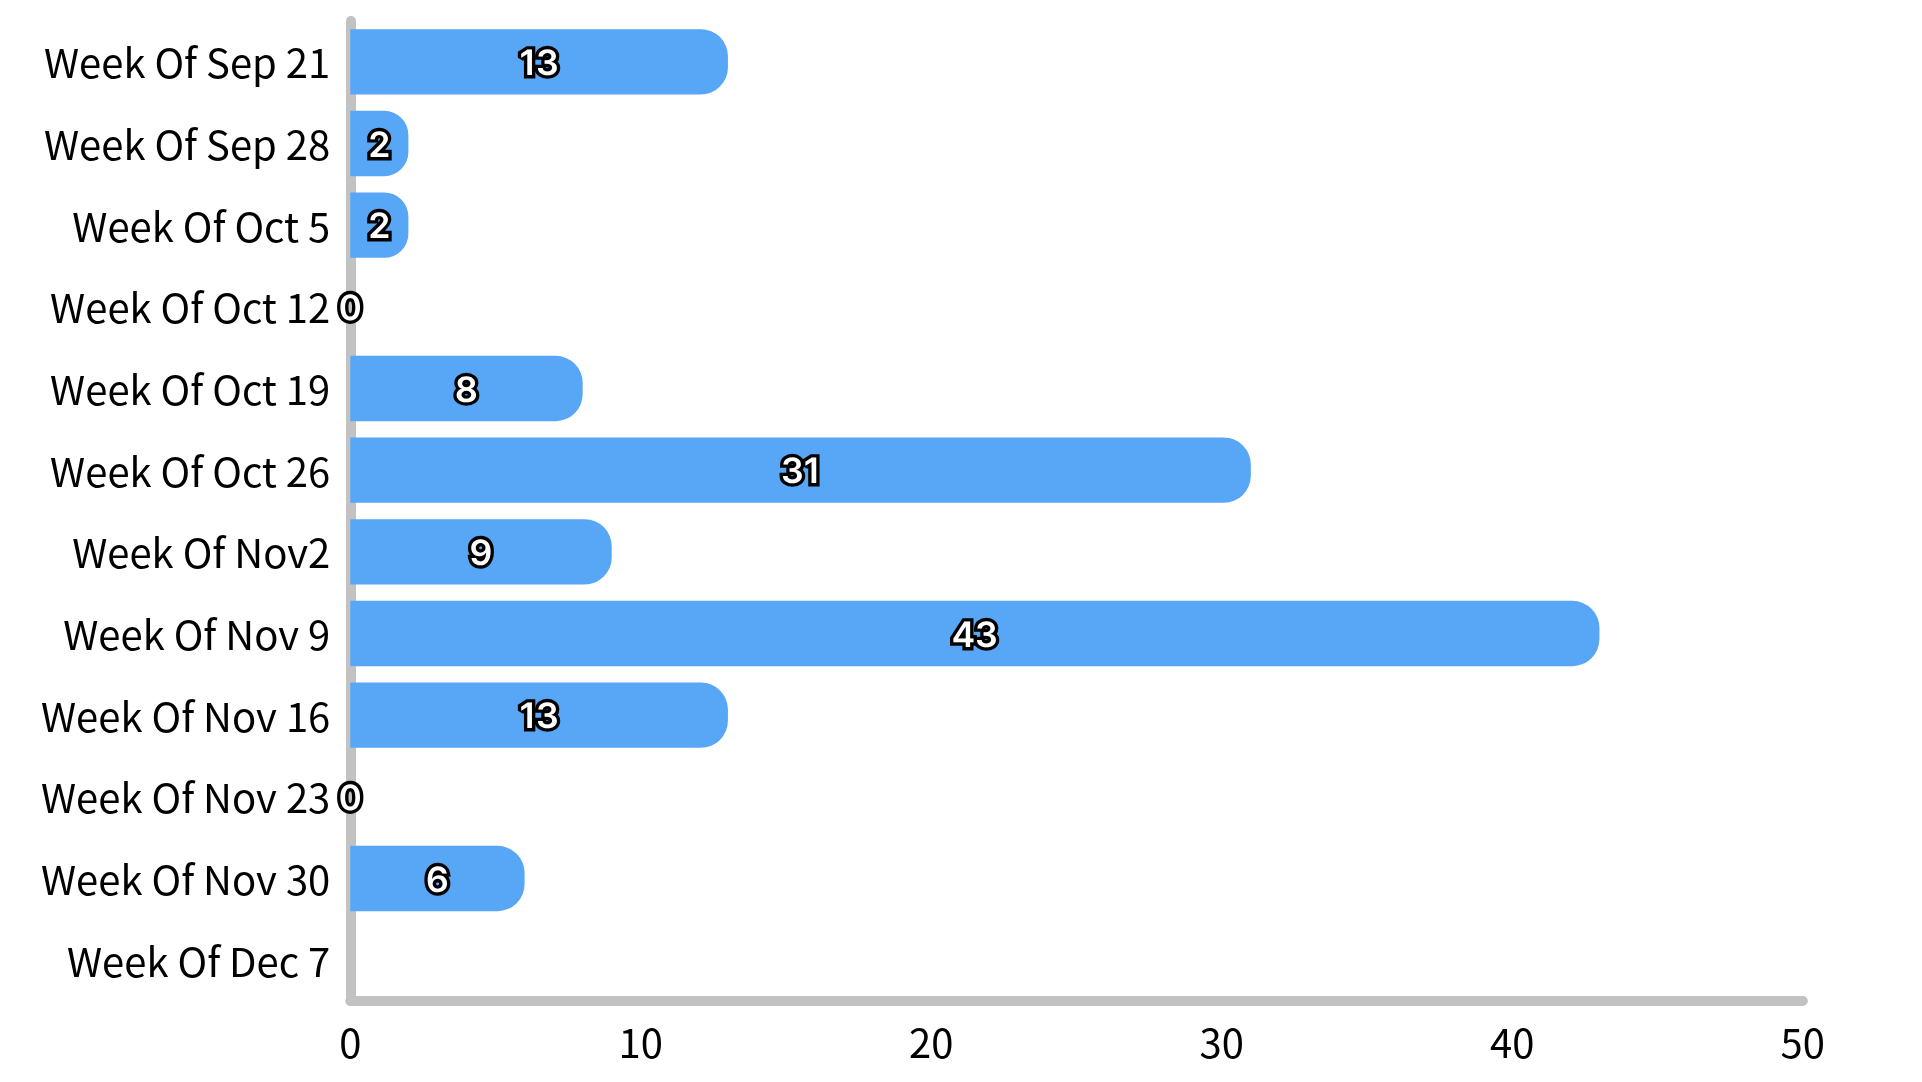 Week Of Sep 21 13
Week Of Sep 28 2
Week Of Oct 5 2
Week Of Oct 12 0
Week Of Oct 19 8
Week Of Oct 26 31
Week Of Nov2 9
Week Of Nov 9 43
Week Of Nov 16 13
Week Of Nov 23 0
Week Of Nov 30 6
Week Of Dec 7
0 10 20 30 40 50